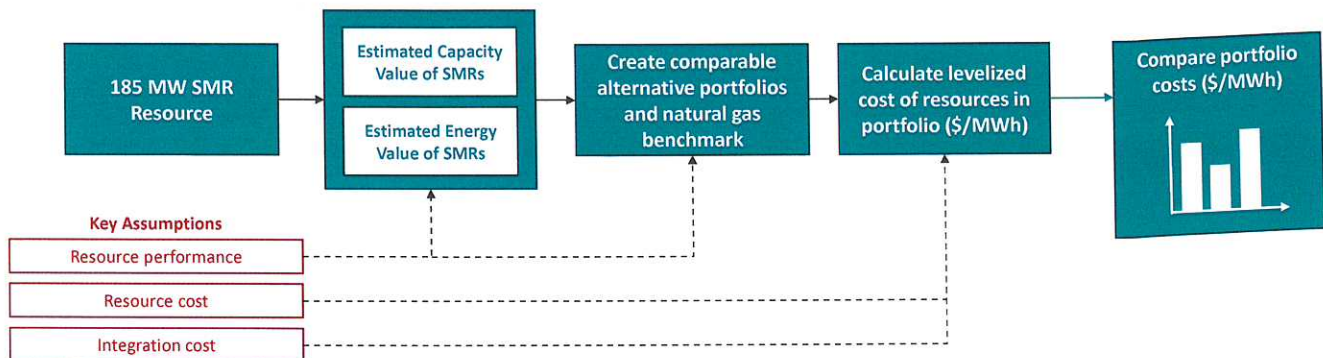 185 MW SMR
Resource
Estimated Capacity
Value of SMRs
Estimated Energy
Value of SMRs
Create comparable
alternative portfolios
and natural gas
benchmark
Calculate levelized
cost of resources in
portfolio ($/MWh)
Compare portfolio
costs ($/MWh)
Key Assumptions
Resource performance
Resource cost
Integration cost